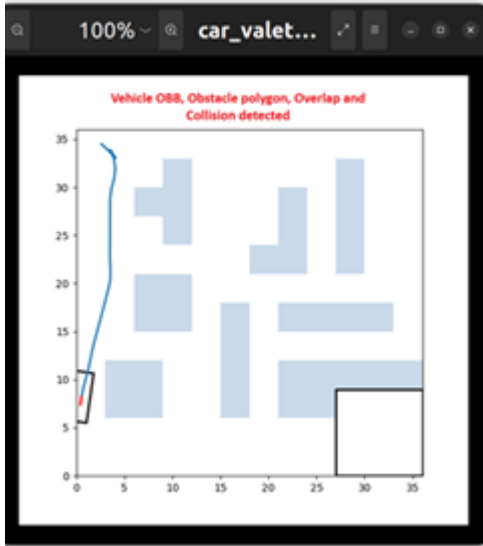 100% car_valet...
Vehicle OBB, Obstacle polygon, Overlap and
Collision detected
35
30
25
20
15
10
5
0
0 5 10 15 20 25 30 35